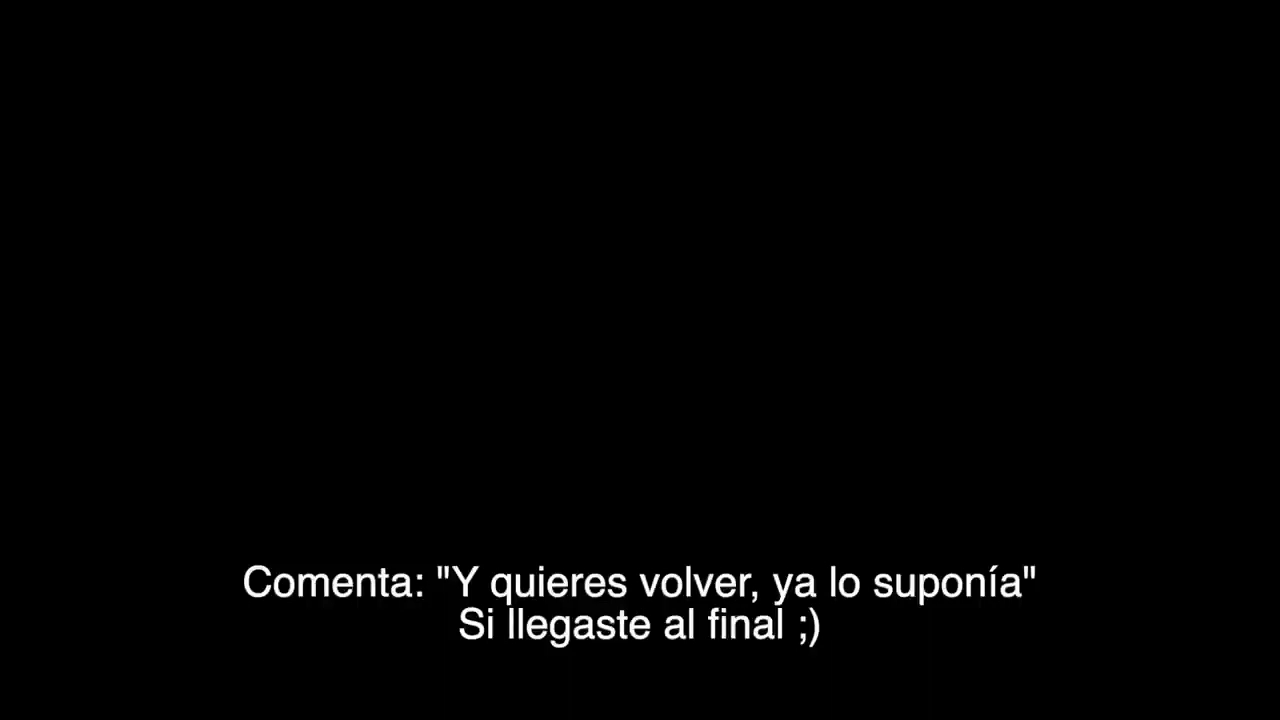 Comenta: "Y quieres volver, ya lo suponía"
Si llegaste al final ;)